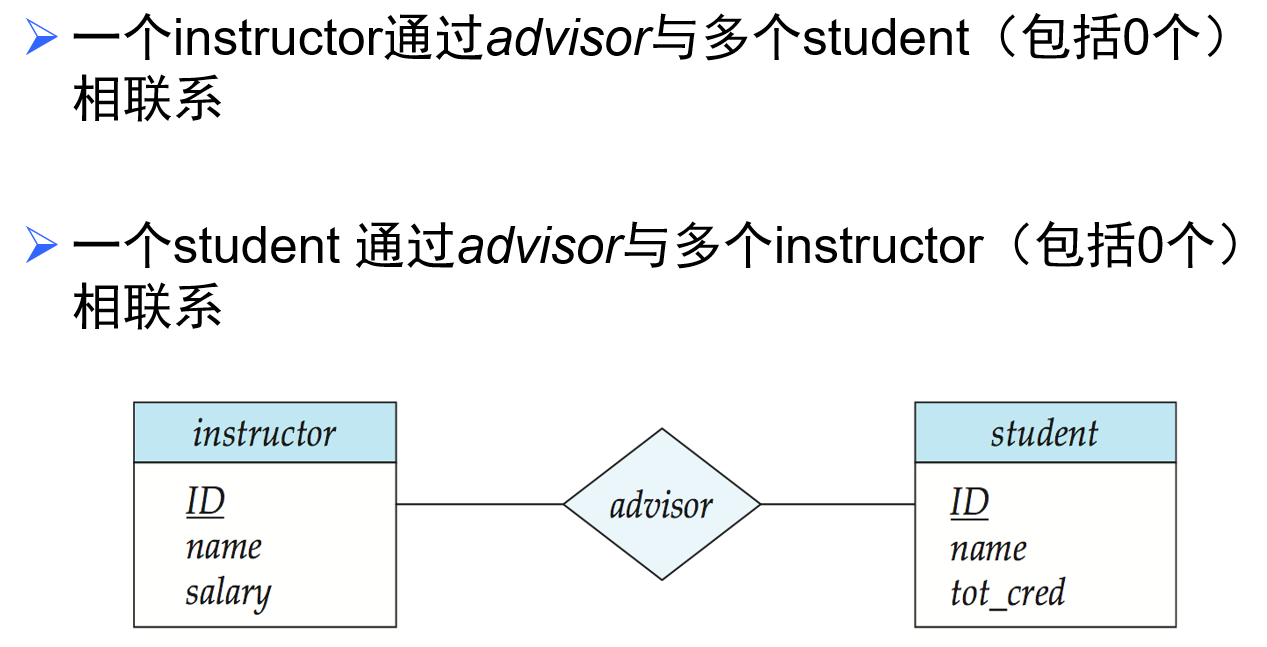 一个instructor通过advisor与多个student（包括0个）
相联系
一个student 通过advisor与多个instructor（包括0个）
相联系
instructor
ID
name
salary
advisor
student
ID
name
tot_cred